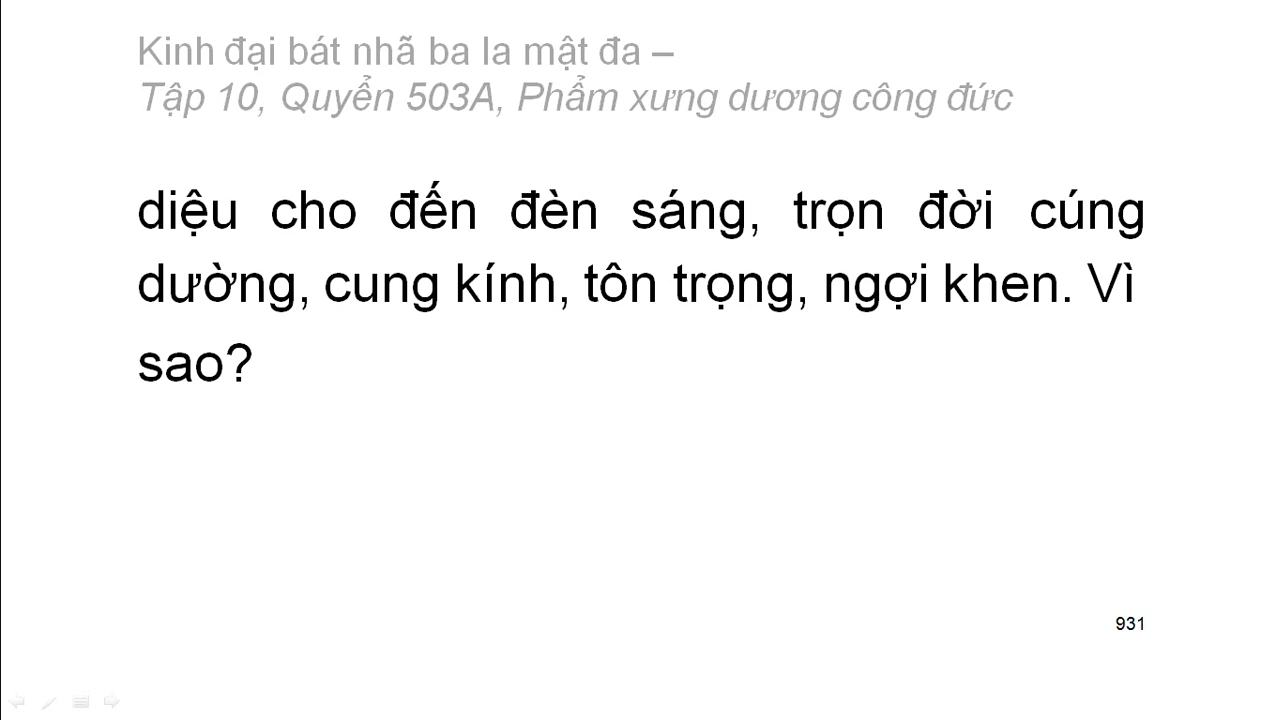 Kinh đại bát nhã ba la mật đa –
Tập 10, Quyển 503A, Phẩm xưng dương công đức
diệu cho đến đèn sáng, trọn đời cúng
dường, cung kính, tôn trọng, ngợi khen. Vì
sao?
931